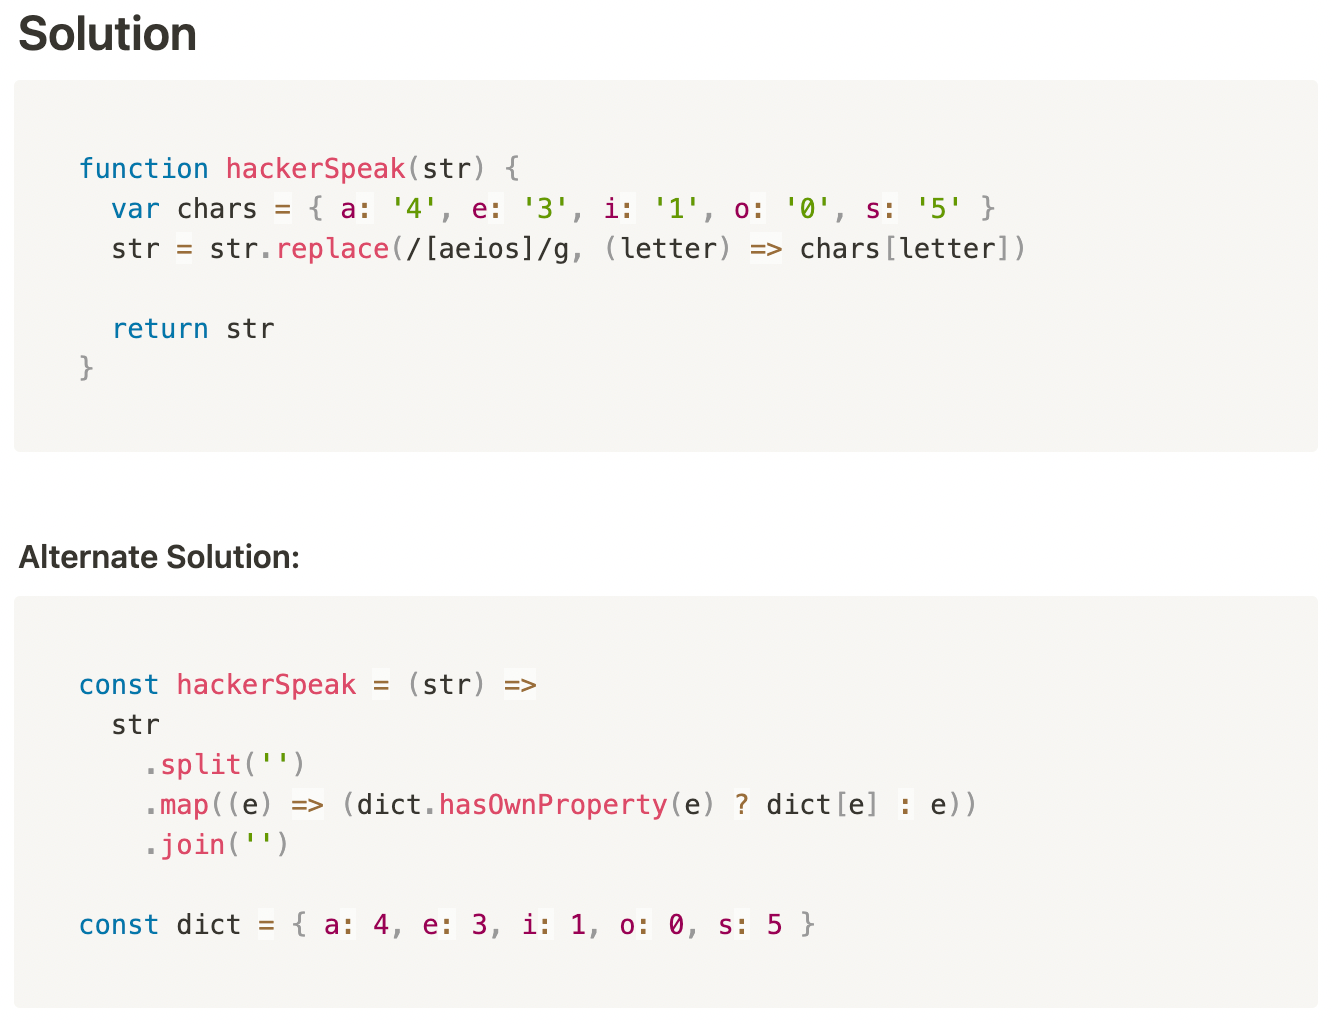 Solution
function hackerSpeak(str) {
  var chars = { a: '4', e: '3', i: '1', o: '0', s: '5' }
  str = str.replace(/[aeios]/g, (letter) => chars[letter])
  return str
}
Alternate Solution:
const hackerSpeak = (str) =>
  str
    .split('')
    .map((e) => (dict.hasOwnProperty(e) ? dict[e] : e))
    .join('')
const dict = { a: 4, e: 3, i: 1, o: 0, s: 5 }